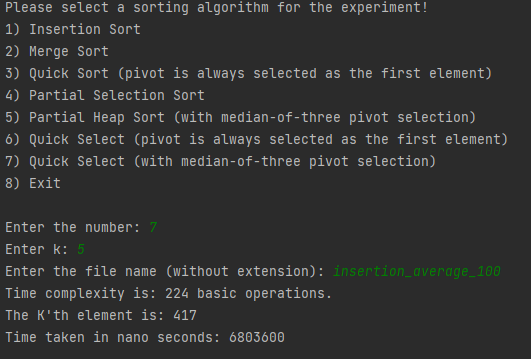 Please select a sorting algorithm for the experiment!
1) Insertion Sort
2) Merge Sort
3) Quick Sort (pivot is always selected as the first element)
4) Partial Selection Sort
5) Partial Heap Sort (with median-of-three pivot selection)
6) Quick Select (pivot is always selected as the first element)
7) Quick Select (with median-of-three pivot selection)
8) Exit
Enter the number: 7
Enter k: 5
Enter the file name (without extension): insertion_average_100
Time complexity is: 224 basic operations.
The K'th element is: 417
Time taken in nano seconds: 6803600